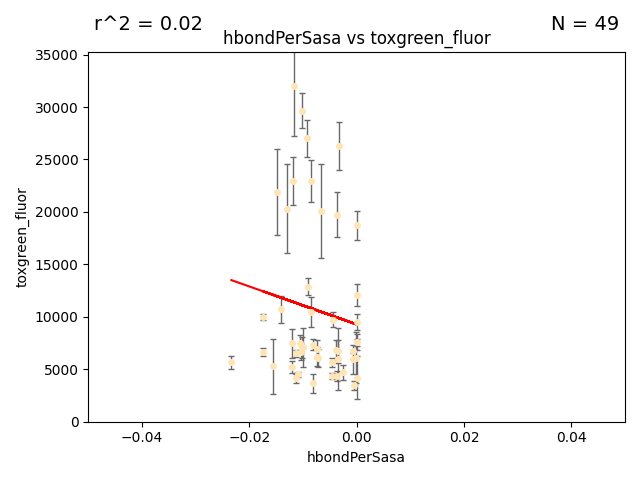 r^2 = 0.02
N = 49
hbondPerSasa vs toxgreen_fluor
35000
30000
25000
20000
15000
10000
5000
0
toxgreen_fluor
−0.04
−0.02
0.00
0.02
0.04
hbondPerSasa